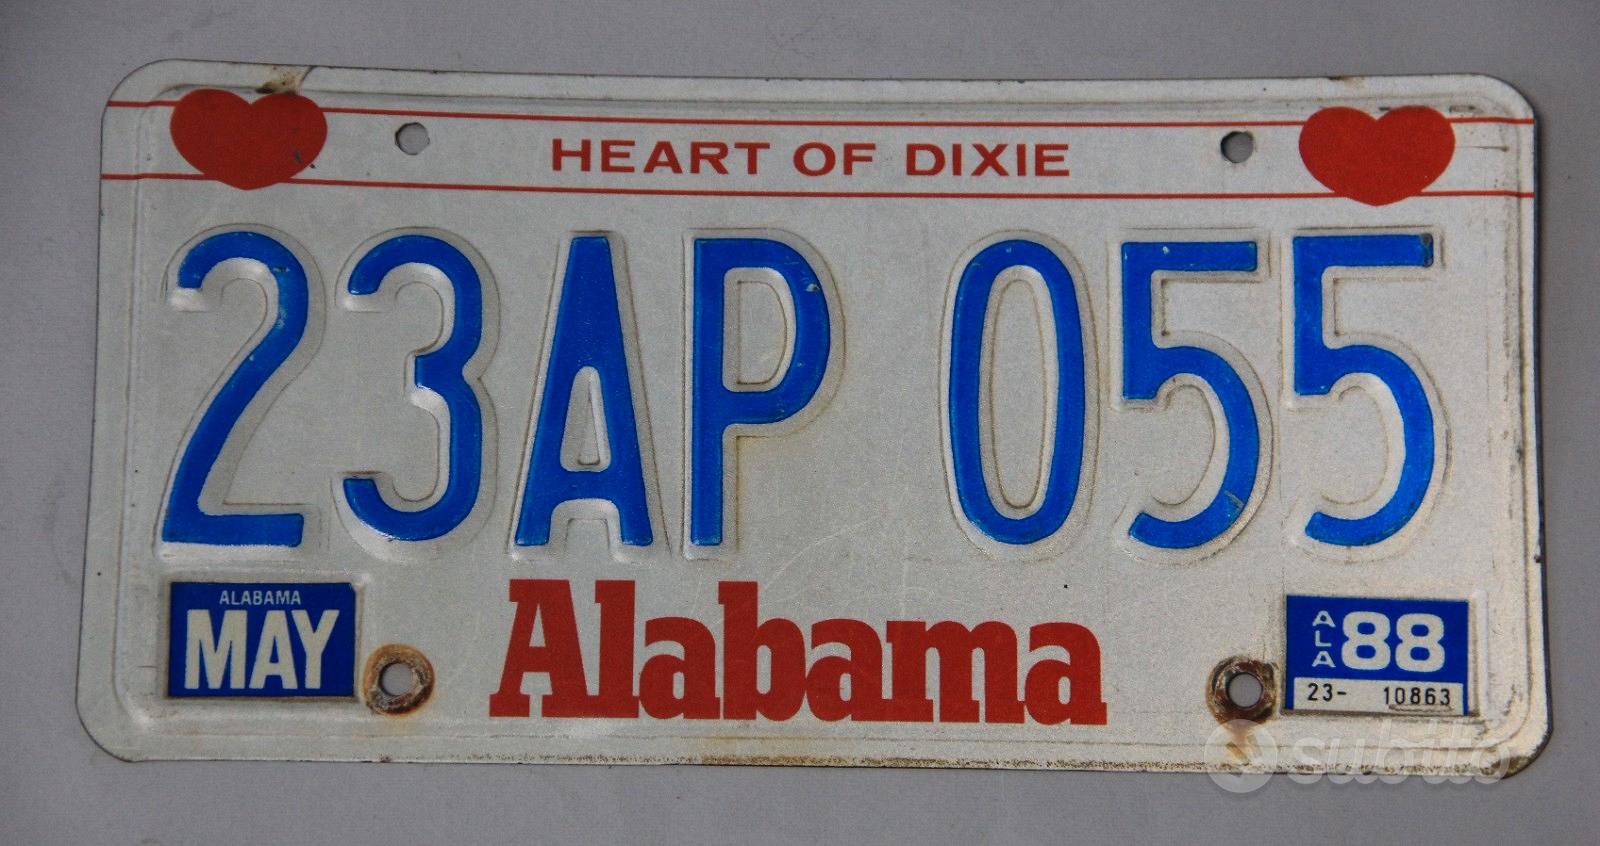 HEART OF DIXIE
23AP 055
ALABAMA
MAY
Alabama
ALA
88
23- 10863
subito